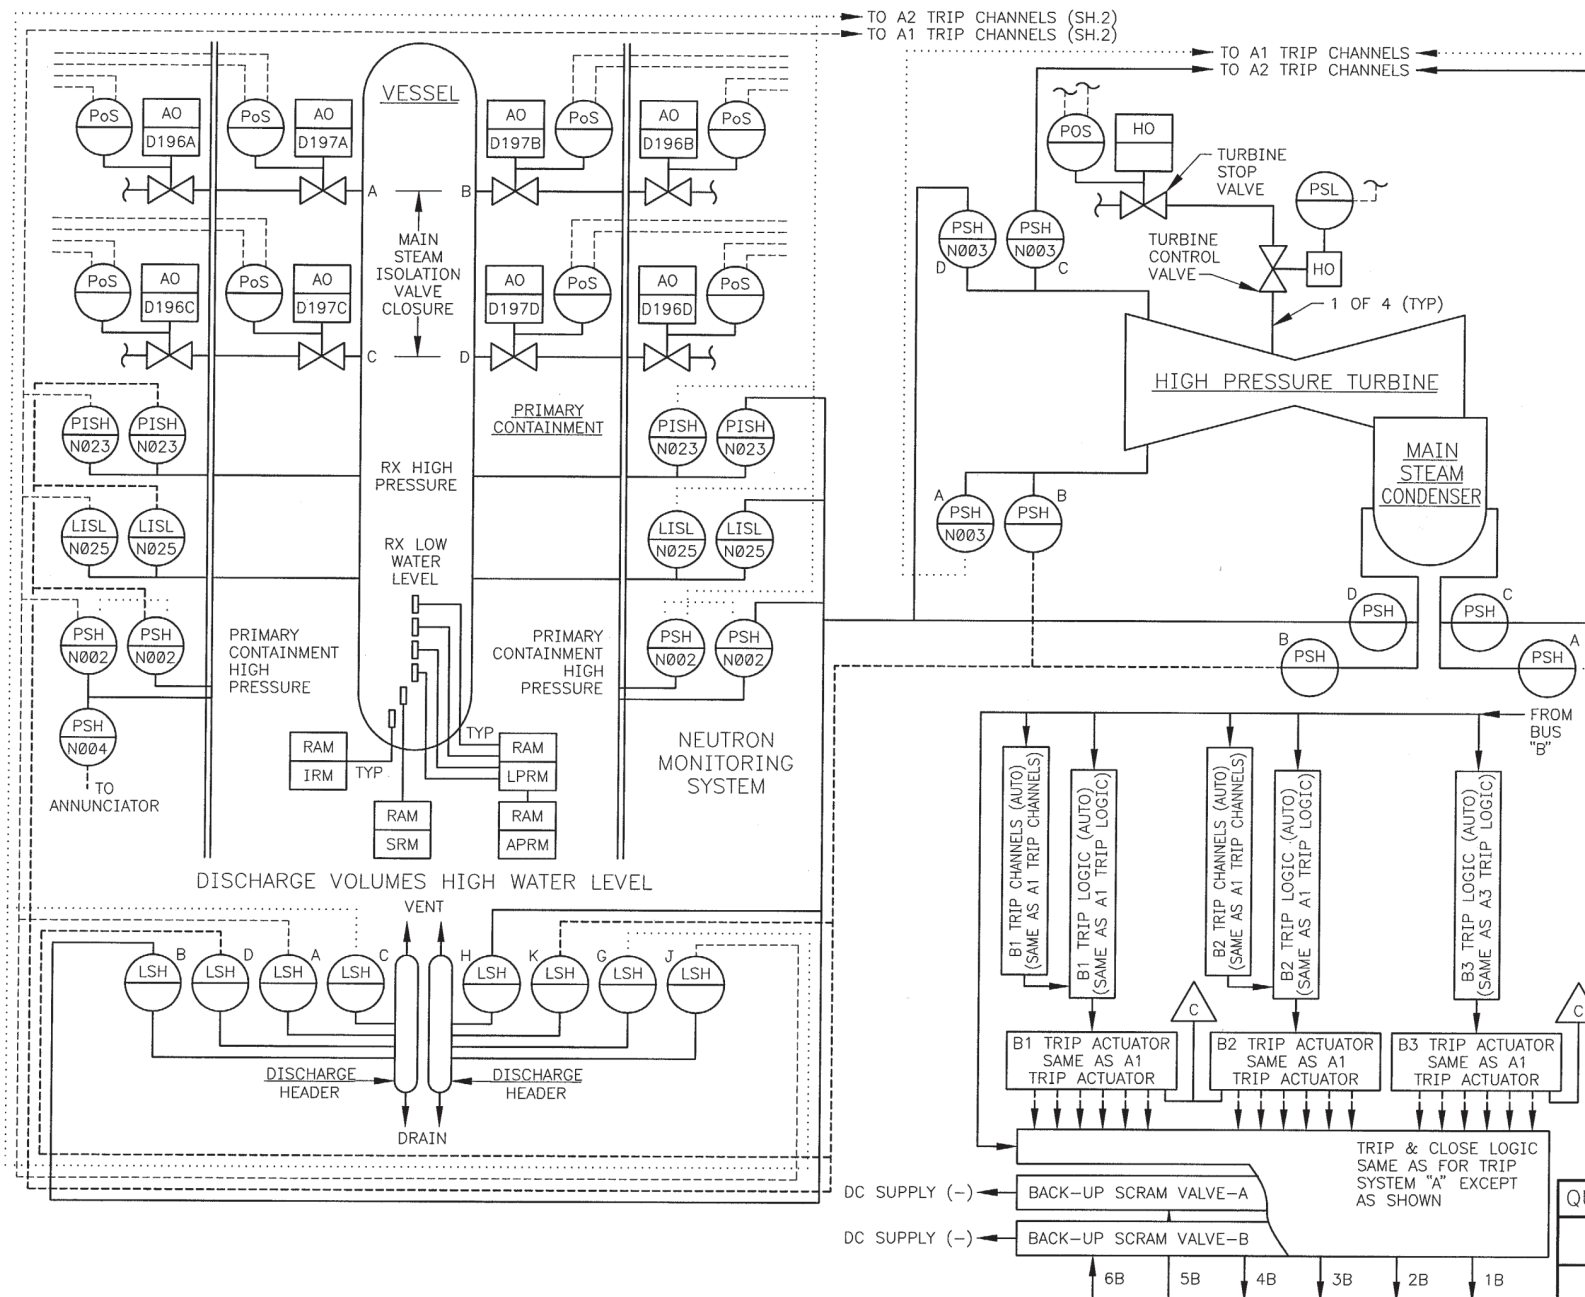 TO A2 TRIP CHANNELS (SH.2)
TO A1 TRIP CHANNELS (SH.2)
TO A1 TRIP CHANNELS
TO A2 TRIP CHANNELS
VESSEL
PoS
AO
D196A
PoS
AO
D197A
AO
D197B
PoS
AO
D196B
PoS
A
B
MAIN
STEAM
ISOLATION
VALVE
CLOSURE
PoS
AO
D196C
PoS
AO
D197C
AO
D197D
PoS
AO
D196D
PoS
C
D
POS
HO
TURBINE
STOP
VALVE
PSL
PSH
N003
D
PSH
N003
C
TURBINE
CONTROL
VALVE
HO
1 OF 4 (TYP)
HIGH PRESSURE TURBINE
MAIN
STEAM
CONDENSER
A
PSH
N003
B
PSH
PISH
N023
PISH
N023
PRIMARY
CONTAINMENT
PISH
N023
PISH
N023
RX HIGH
PRESSURE
LISL
N025
LISL
N025
RX LOW
WATER
LEVEL
LISL
N025
LISL
N025
PSH
N002
PSH
N002
PRIMARY
CONTAINMENT
HIGH
PRESSURE
PRIMARY
CONTAINMENT
HIGH
PRESSURE
PSH
N002
PSH
N002
D
PSH
C
PSH
B
PSH
A
PSH
PSH
N004
TO
ANNUNCIATOR
RAM
IRM
TYP
TYP
RAM
LPRM
RAM
SRM
RAM
APRM
NEUTRON
MONITORING
SYSTEM
FROM
BUS
"B"
B1 TRIP CHANNELS (AUTO)
(SAME AS A1 TRIP CHANNELS)
B1 TRIP LOGIC (AUTO)
(SAME AS A1 TRIP LOGIC)
B2 TRIP CHANNELS (AUTO)
(SAME AS A1 TRIP CHANNELS)
B2 TRIP LOGIC (AUTO)
(SAME AS A1 TRIP LOGIC)
B3 TRIP LOGIC (AUTO)
(SAME AS A3 TRIP LOGIC)
DISCHARGE VOLUMES HIGH WATER LEVEL
VENT
B
LSH
D
LSH
A
LSH
C
LSH
H
LSH
K
LSH
G
LSH
J
LSH
DISCHARGE
HEADER
DISCHARGE
HEADER
DRAIN
C
C
B1 TRIP ACTUATOR
SAME AS A1
TRIP ACTUATOR
B2 TRIP ACTUATOR
SAME AS A1
TRIP ACTUATOR
B3 TRIP ACTUATOR
SAME AS A1
TRIP ACTUATOR
TRIP & CLOSE LOGIC
SAME AS FOR TRIP
SYSTEM "A" EXCEPT
AS SHOWN
DC SUPPLY (-)
BACK-UP SCRAM VALVE-A
DC SUPPLY (-)
BACK-UP SCRAM VALVE-B
6B
5B
4B
3B
2B
1B